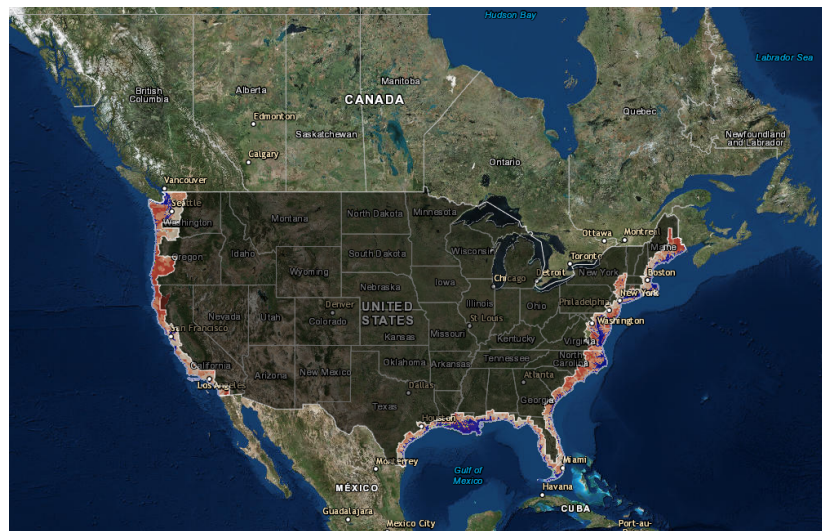 Hudson Bay
Labrador Sea
British
Columbia
Alberta
Manitoba
CANADA
Edmonton
Saskatchewan
Quebec
Newfoundland
and Labrador
Calgary
Ontario
Vancouver
Seattle
Washington
Montana
North Dakota
Minnesota
Ottawa
Montreal
Maine
Oregon
Idaho
South Dakota
Wisconsin
Toronto
Wyoming
Chicago
Detroit
New York
Boston
Nebraska
Iowa
New York
Nevada
Utah
Denver
Colorado
UNITED
STATES
Illinois
Ohio
Philadelphia
San Francisco
Kansas
Missouri
St Louis
Kentucky
Washington
Virginia
California
Arizona
New Mexico
Oklahoma
Arkansas
Tennessee
North
Carolina
Los Angeles
Dallas
Atlanta
Texas
Georgia
Houston
Monterrey
Gulf of
Mexico
Miami
MÉXICO
Havana
Guadalajara
Mexico City
CUBA
Port-au-